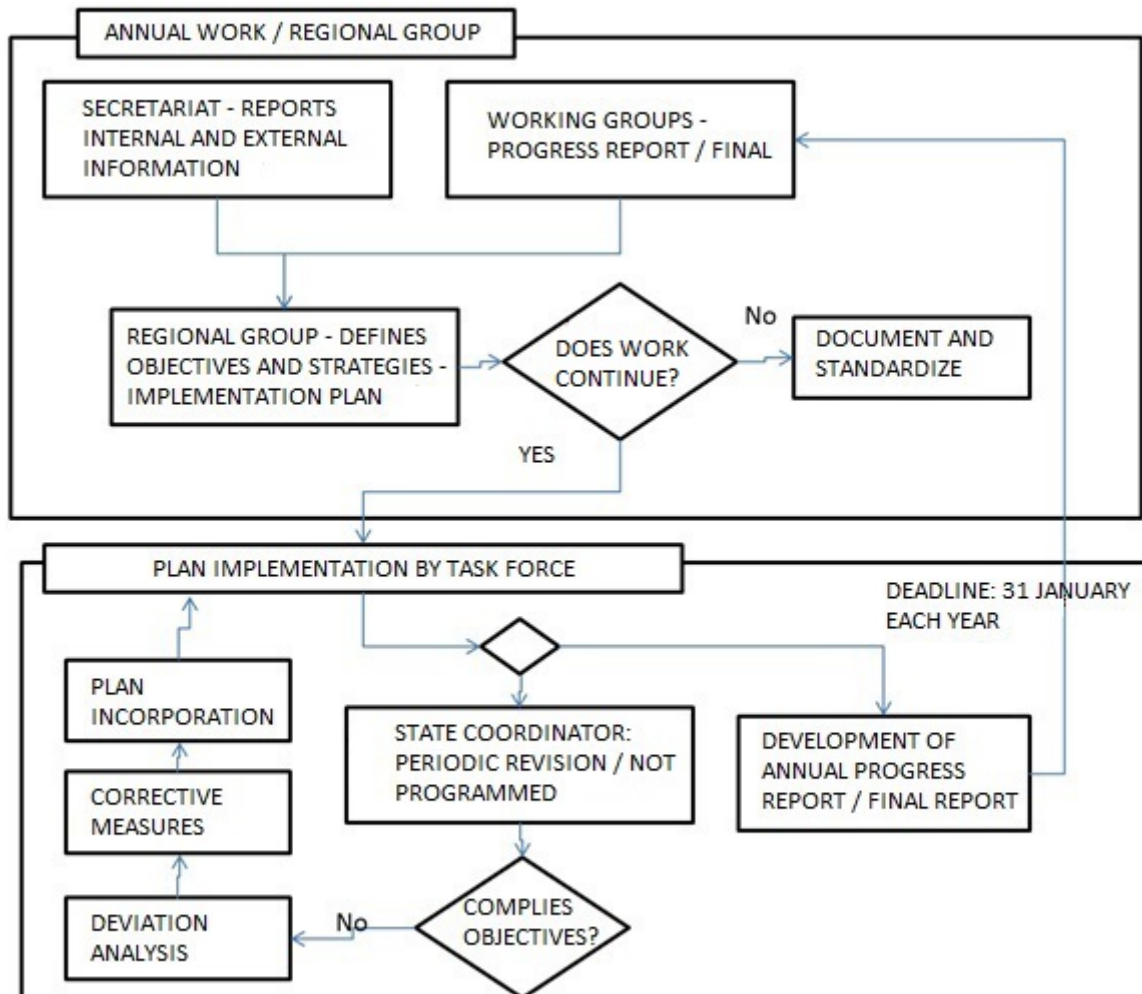 ANNUAL WORK / REGIONAL GROUP
SECRETARIAT - REPORTS
INTERNAL AND EXTERNAL
INFORMATION
WORKING GROUPS -
PROGRESS REPORT / FINAL
REGIONAL GROUP - DEFINES
OBJECTIVES AND STRATEGIES -
IMPLEMENTATION PLAN
DOES WORK
CONTINUE?
No
DOCUMENT AND
STANDARDIZE
YES
PLAN IMPLEMENTATION BY TASK FORCE
DEADLINE: 31 JANUARY
EACH YEAR
PLAN
INCORPORATION
STATE COORDINATOR:
PERIODIC REVISION / NOT
PROGRAMMED
DEVELOPMENT OF
ANNUAL PROGRESS
REPORT / FINAL REPORT
CORRECTIVE
MEASURES
COMPLIES
OBJECTIVES?
No
DEVIATION
ANALYSIS